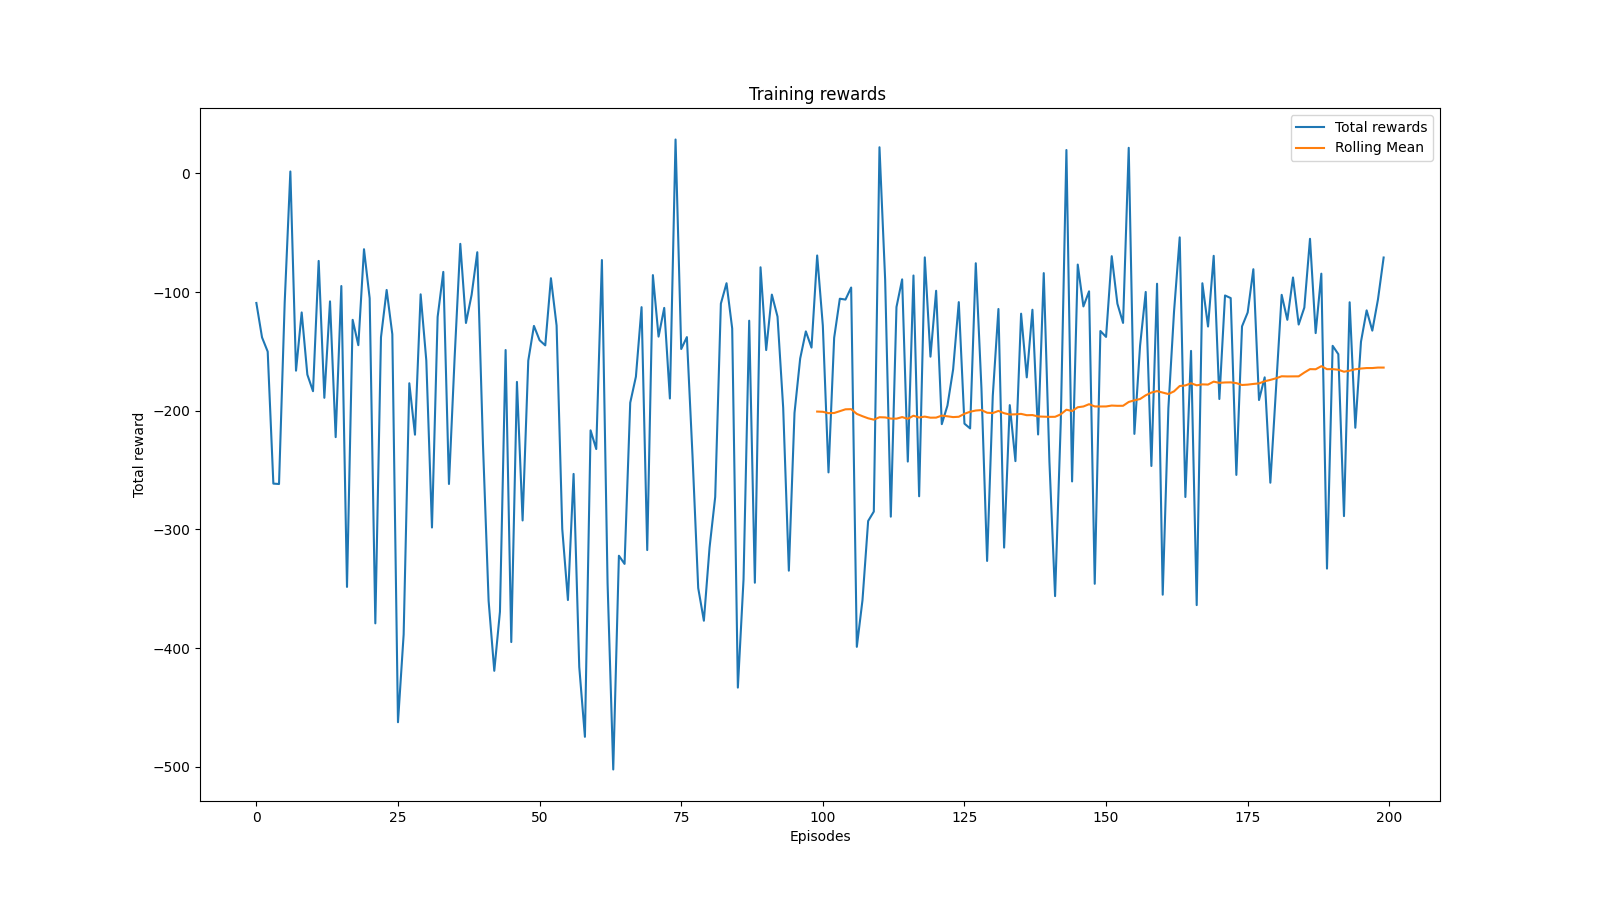 Training rewards
Total rewards
Rolling Mean
0
−100
−200
−300
−400
−500
Total reward
0 25 50 75 100 125 150 175 200
Episodes